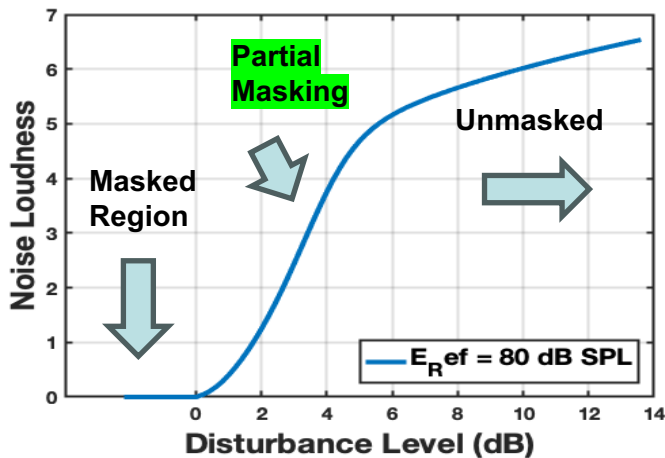 7
6
5
4
3
2
1
0
Noise Loudness
Partial
Masking
Unmasked
Masked
Region
E_Ref = 80 dB SPL
0 2 4 6 8 10 12 14
Disturbance Level (dB)